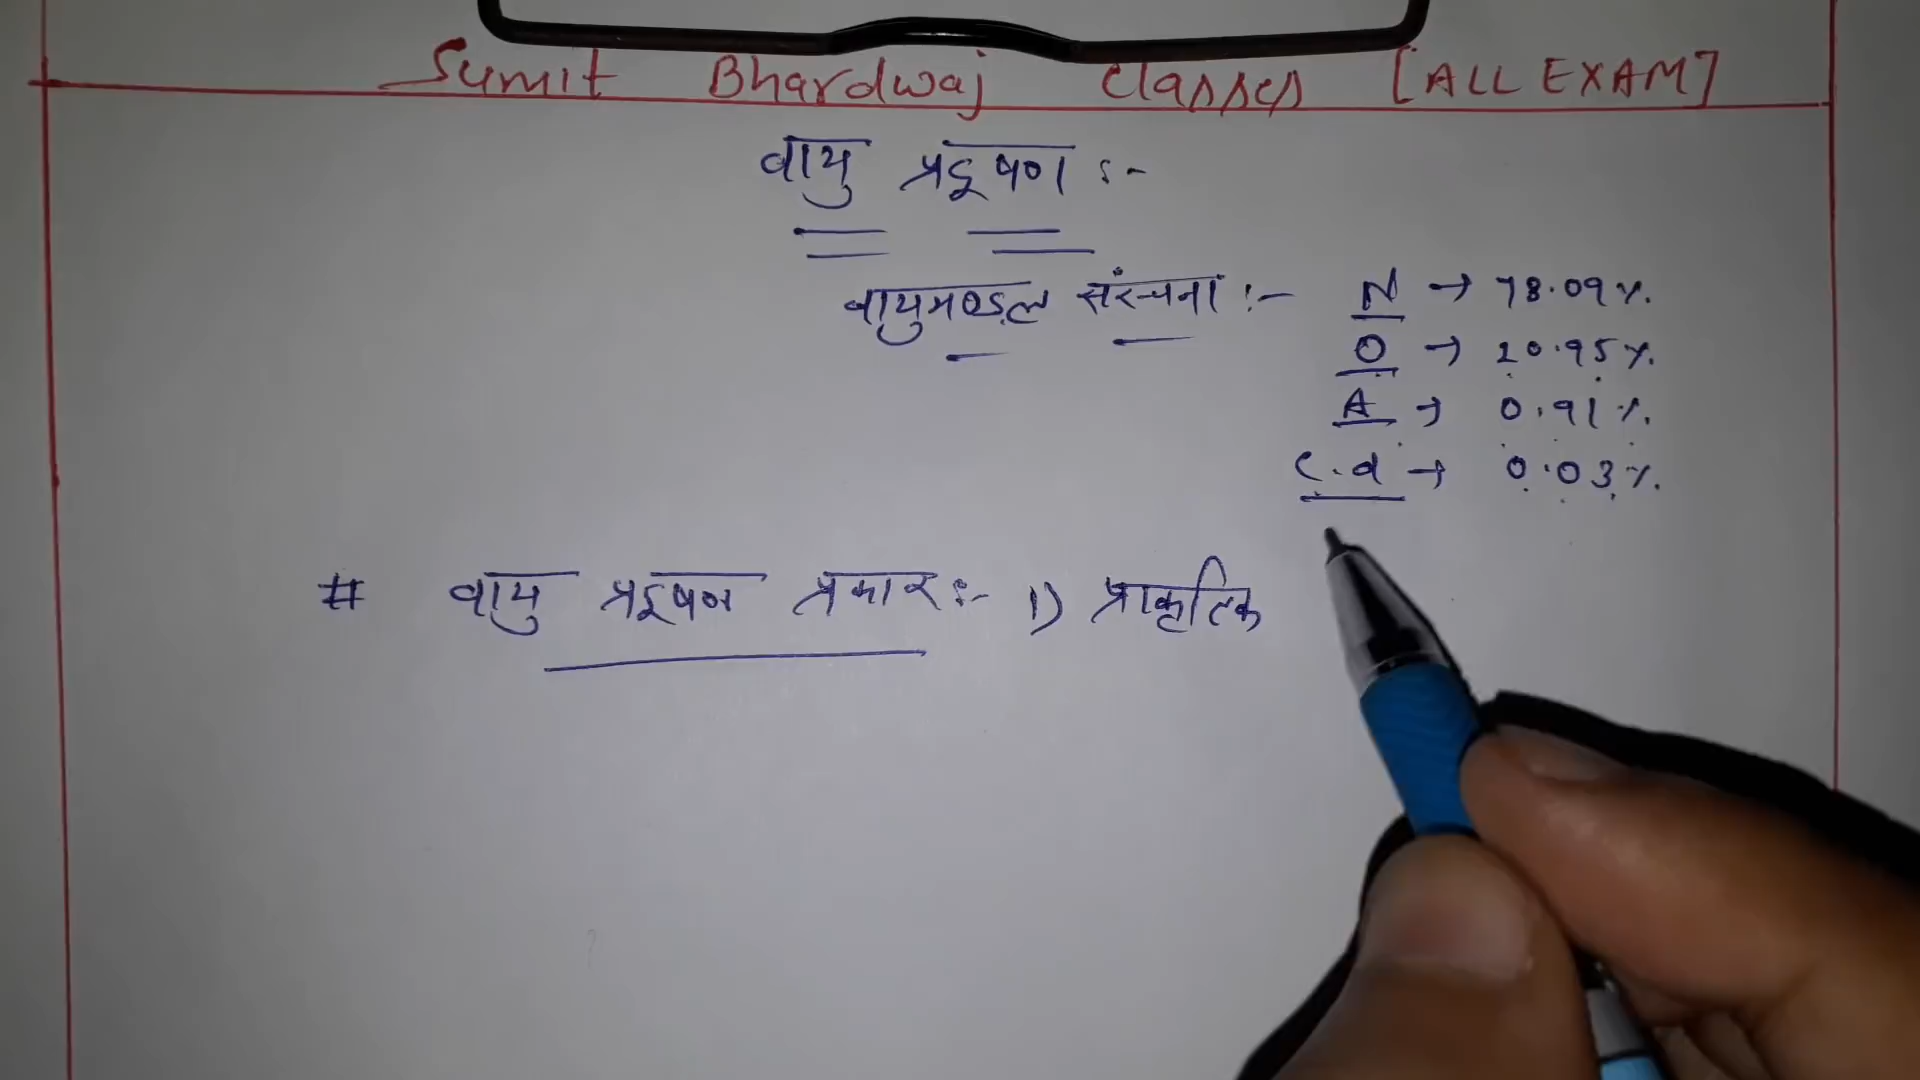 Sumit Bhardwaj Classes [ALL EXAM]
वायु प्रदूषण :-
वायुमण्डल संरचना :- N → 78.09%.
O → 20.95%.
A → 0.91%.
C.d → 0.03%.
# वायु प्रदूषन प्रकार :- 1) प्राकृतिक